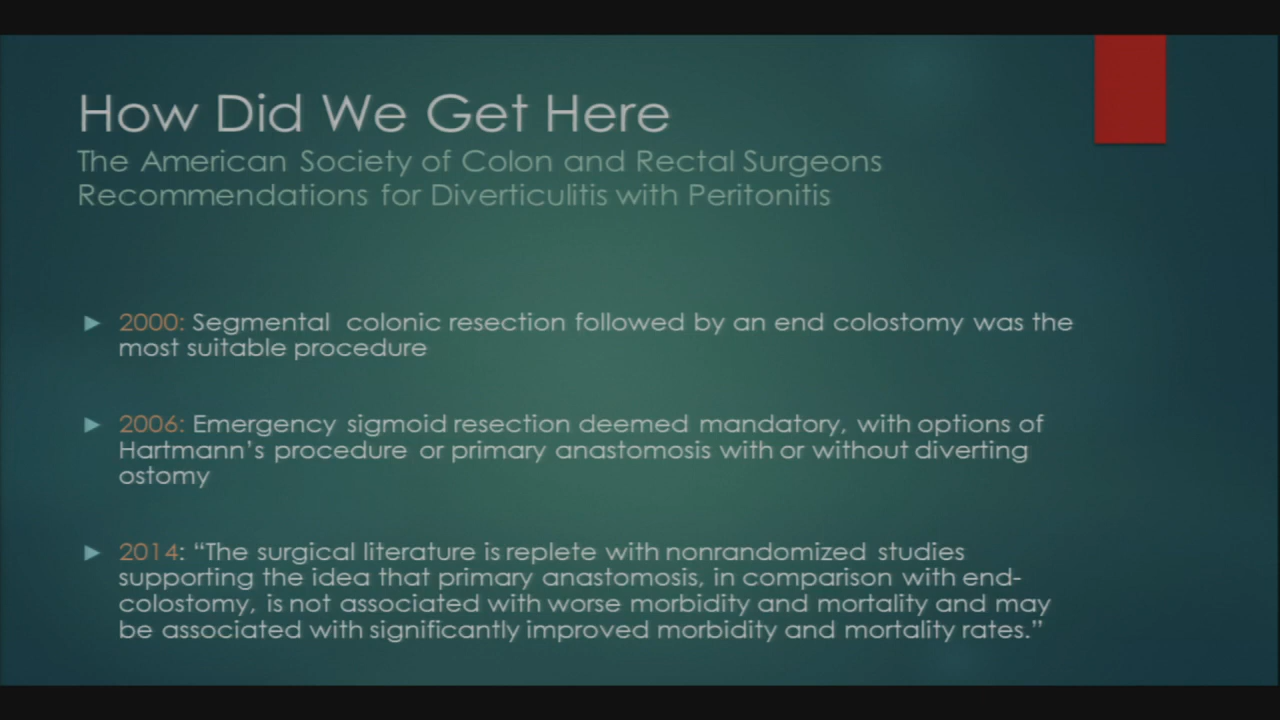 How Did We Get Here
The American Society of Colon and Rectal Surgeons
Recommendations for Diverticulitis with Peritonitis
► 2000: Segmental colonic resection followed by an end colostomy was the
most suitable procedure
► 2006: Emergency sigmoid resection deemed mandatory, with options of
Hartmann’s procedure or primary anastomosis with or without diverting
ostomy
► 2014: “The surgical literature is replete with nonrandomized studies
supporting the idea that primary anastomosis, in comparison with end-
colostomy, is not associated with worse morbidity and mortality and may
be associated with significantly improved morbidity and mortality rates.”